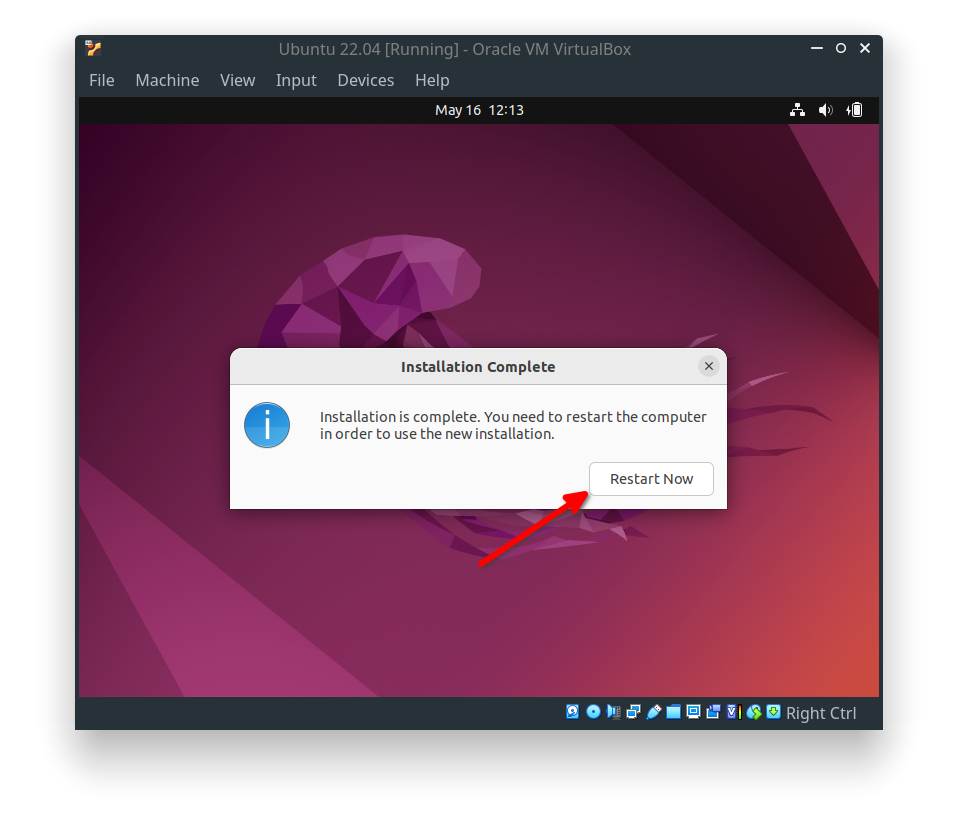 Ubuntu 22.04 [Running] - Oracle VM VirtualBox
File Machine View Input Devices Help
May 16 12:13
Installation Complete
Installation is complete. You need to restart the computer
in order to use the new installation.
Restart Now
Right Ctrl